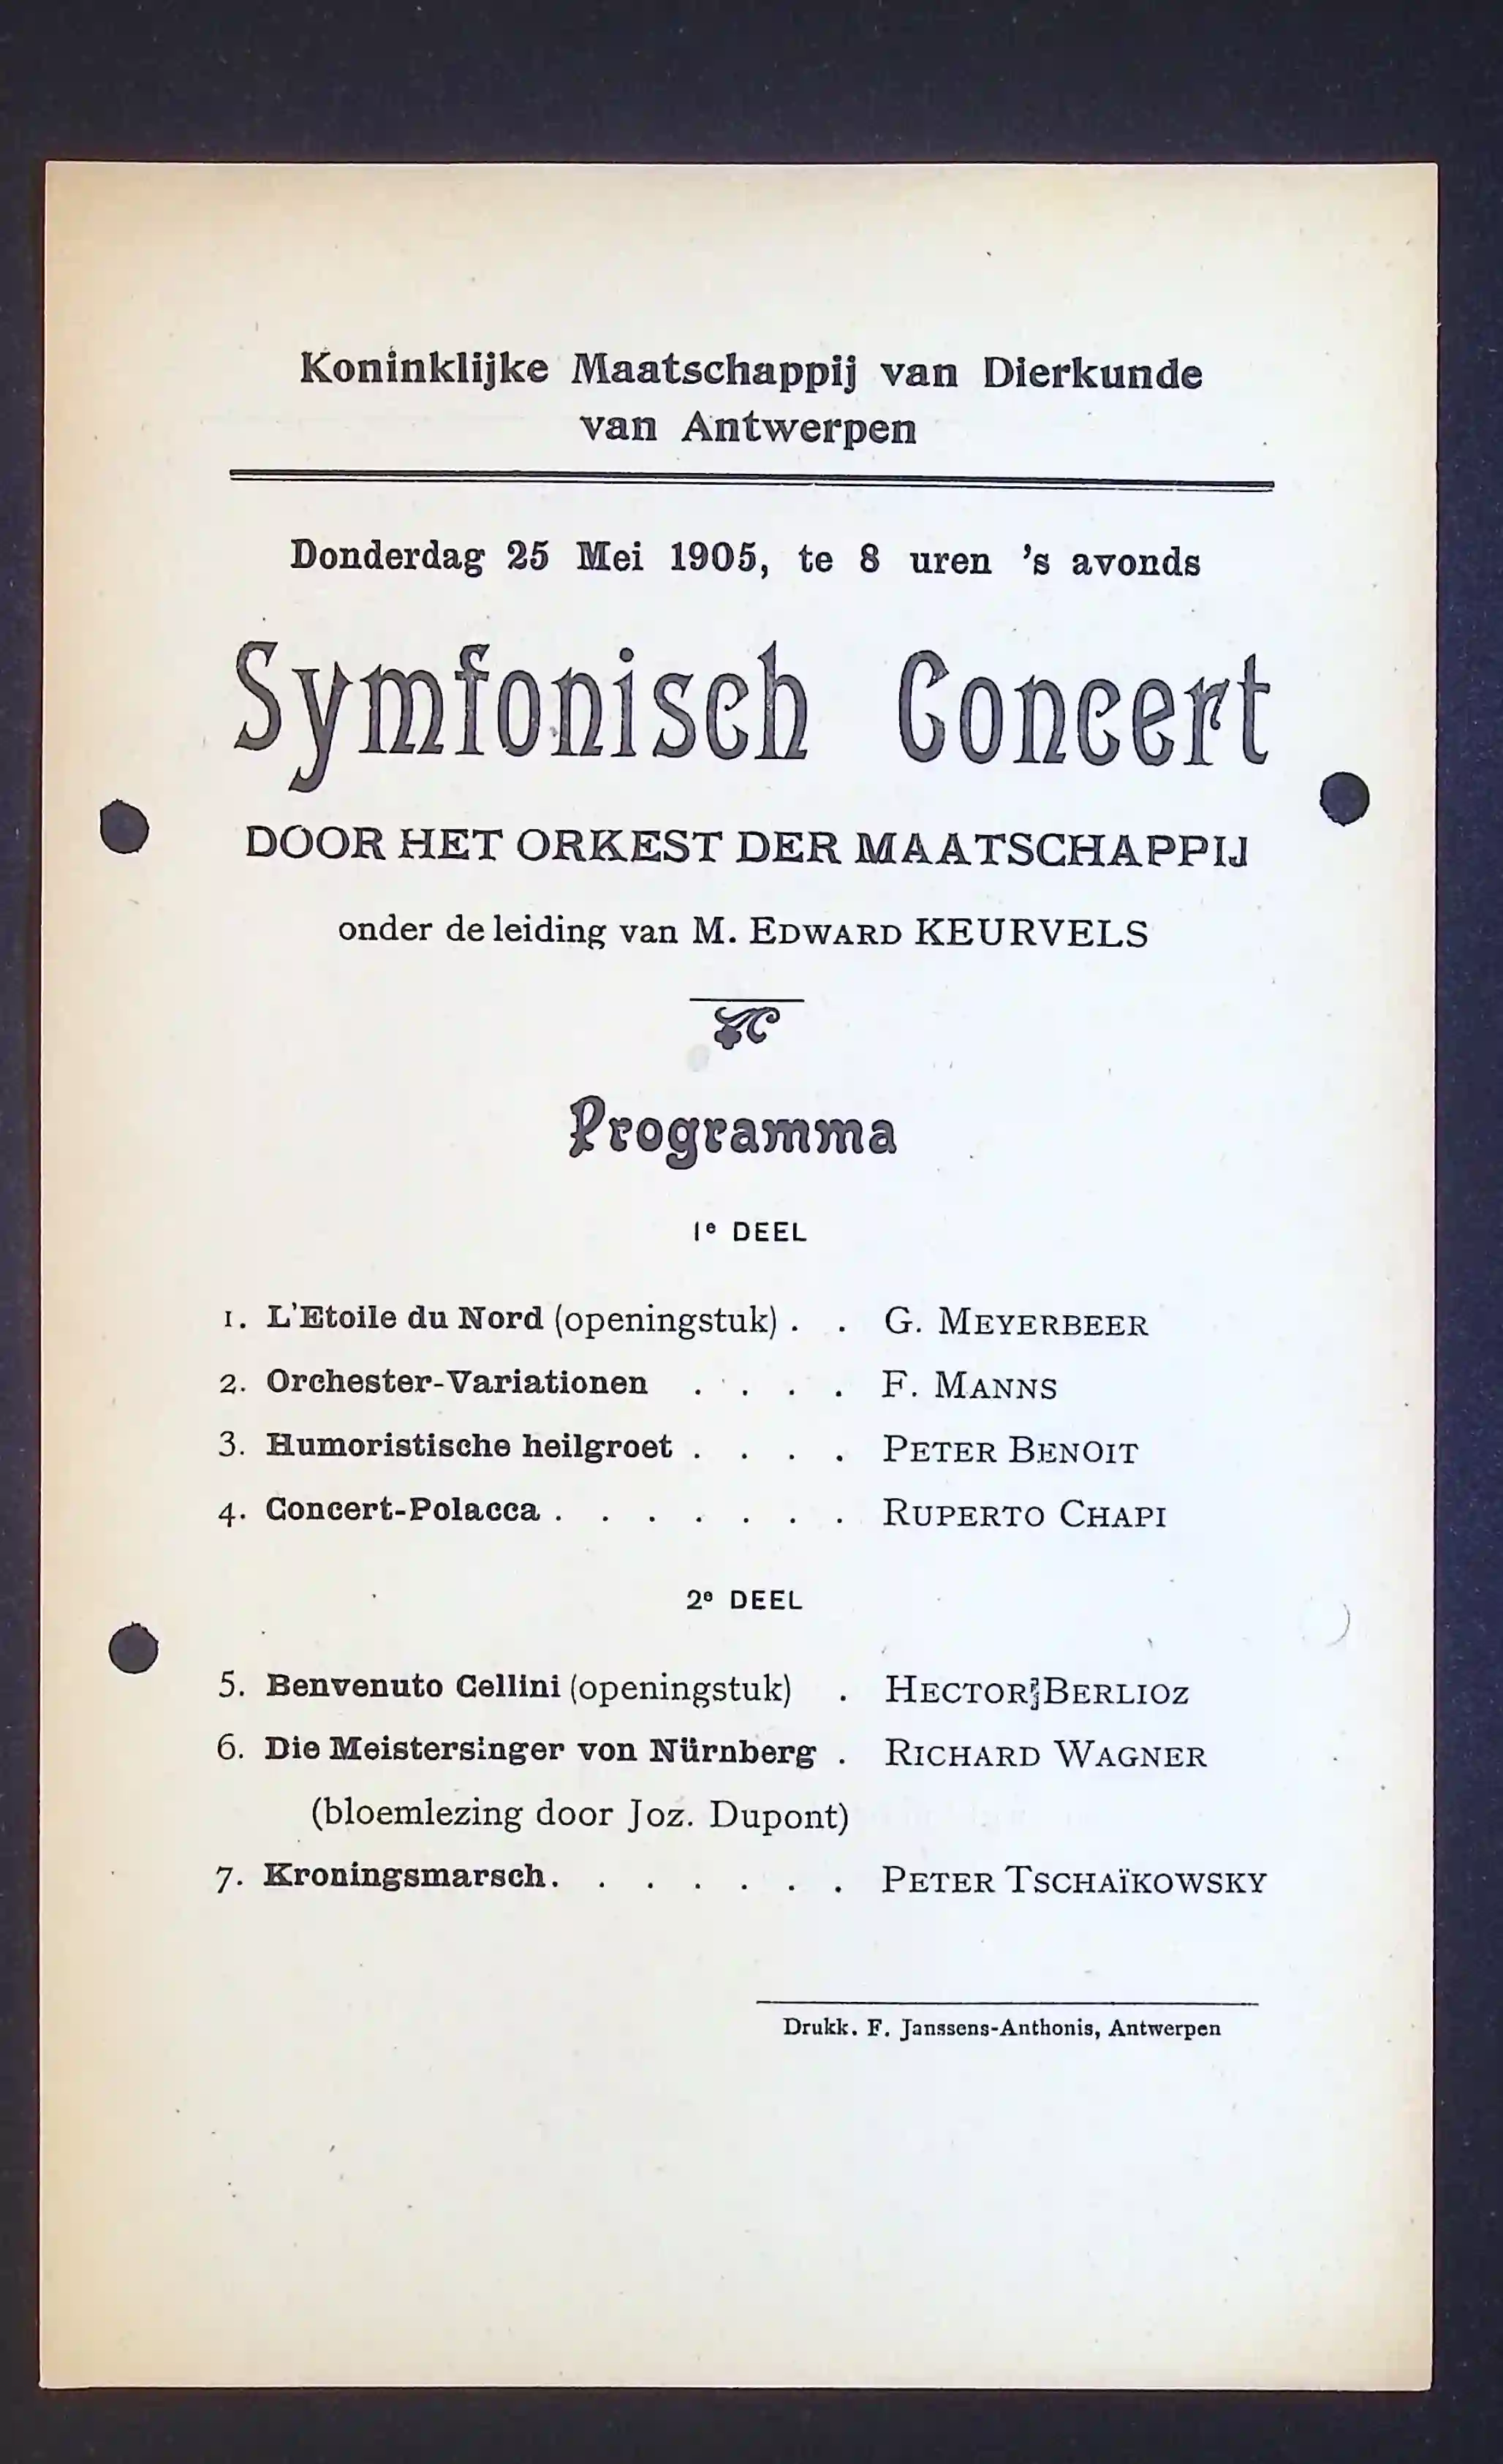 Koninklijke Maatschappij van Dierkunde
van Antwerpen
Donderdag 25 Mei 1905, te 8 uren 's avonds
Symfonisch Concert
DOOR HET ORKEST DER MAATSCHAPPIJ
onder de leiding van M. EDWARD KEURVELS
Programma
1e DEEL
1. L'Etoile du Nord (openingstuk) . . G. MEYERBEER
2. Orchester-Variationen . . . . F. MANNS
3. Humoristische heilgroet . . . . PETER BENOIT
4. Concert-Polacca . . . . . . . RUPERTO CHAPI
2e DEEL
5. Benvenuto Cellini (openingstuk) . HECTOR BERLIOZ
6. Die Meistersinger von Nürnberg . RICHARD WAGNER
(bloemlezing door Joz. Dupont)
7. Kroningsmarsch. . . . . . . PETER TSCHAÏKOWSKY
Drukk. F. Janssens-Anthonis, Antwerpen